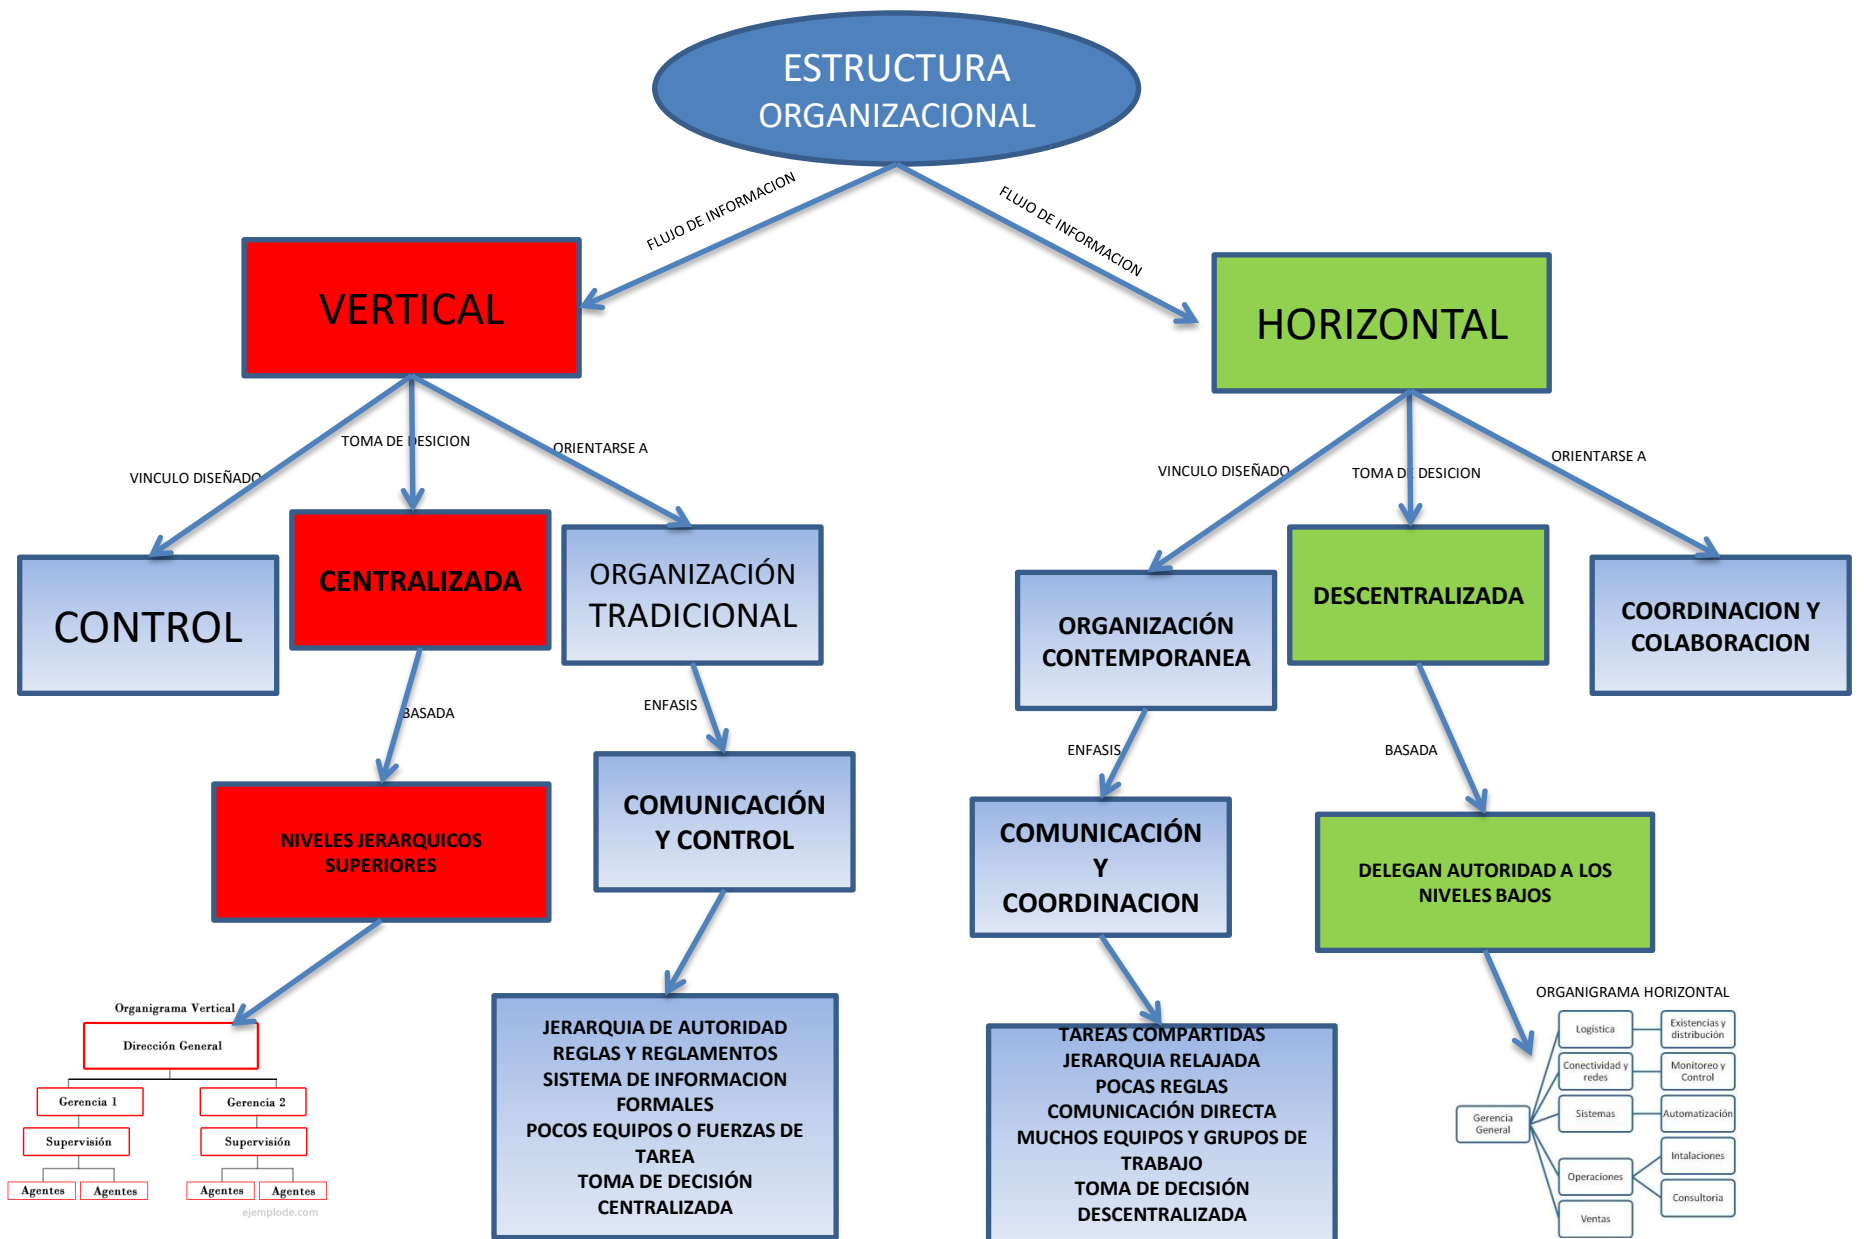 ESTRUCTURA
ORGANIZACIONAL
FLUJO DE INFORMACION
FLUJO DE INFORMACION
VERTICAL
HORIZONTAL
VINCULO DISEÑADO
TOMA DE DESICION
ORIENTARSE A
VINCULO DISEÑADO
TOMA DE DESICION
ORIENTARSE A
CONTROL
CENTRALIZADA
ORGANIZACIÓN
TRADICIONAL
ORGANIZACIÓN
CONTEMPORANEA
DESCENTRALIZADA
COORDINACION Y
COLABORACION
BASADA
ENFASIS
ENFASIS
BASADA
NIVELES JERARQUICOS
SUPERIORES
COMUNICACIÓN
Y CONTROL
COMUNICACIÓN
Y
COORDINACION
DELEGAN AUTORIDAD A LOS
NIVELES BAJOS
Organigrama Vertical
Dirección General
Gerencia 1
Gerencia 2
Supervisión
Supervisión
Agentes
Agentes
Agentes
Agentes
ejemplode.com
JERARQUIA DE AUTORIDAD
REGLAS Y REGLAMENTOS
SISTEMA DE INFORMACION
FORMALES
POCOS EQUIPOS O FUERZAS DE
TAREA
TOMA DE DECISIÓN
CENTRALIZADA
TAREAS COMPARTIDAS
JERARQUIA RELAJADA
POCAS REGLAS
COMUNICACIÓN DIRECTA
MUCHOS EQUIPOS Y GRUPOS DE
TRABAJO
TOMA DE DECISIÓN
DESCENTRALIZADA
ORGANIGRAMA HORIZONTAL
Gerencia
General
Logística
Existencias y
distribución
Conectividad y
redes
Monitoreo y
Control
Sistemas
Automatización
Operaciones
Intalaciones
Consultoria
Ventas